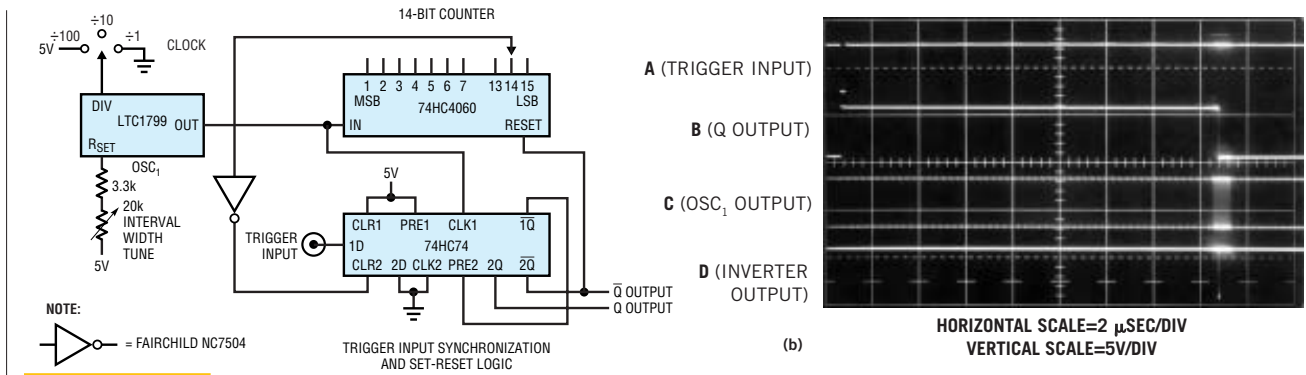 ÷10
÷100
÷1
5V
CLOCK
14-BIT COUNTER
DIV
LTC1799
OUT
RSET
OSC1
3.3k
20k
INTERVAL
WIDTH
TUNE
5V
1 2 3 4 5 6 7 13 14 15
MSB
LSB
74HC4060
IN
RESET
5V
CLR1 PRE1 CLK1 1Q
TRIGGER
INPUT
1D
74HC74
CLR2 2D CLK2 PRE2 2Q 2Q
Q OUTPUT
Q OUTPUT
NOTE:
= FAIRCHILD NC7504
TRIGGER INPUT SYNCHRONIZATION
AND SET-RESET LOGIC
A (TRIGGER INPUT)
B (Q OUTPUT)
C (OSC1 OUTPUT)
D (INVERTER
OUTPUT)
(b)
HORIZONTAL SCALE=2 μSEC/DIV
VERTICAL SCALE=5V/DIV